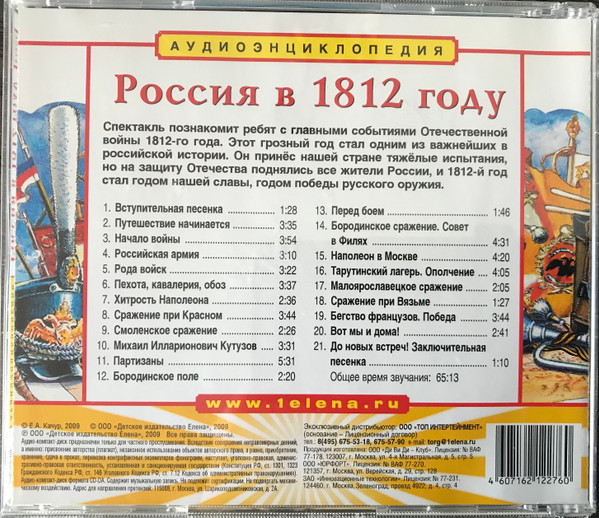 АУДИОЭНЦИКЛОПЕДИЯ
Россия в 1812 году
Спектакль познакомит ребят с главными событиями Отечественной
войны 1812-го года. Этот грозный год стал одним из важнейших в
российской истории. Он принёс нашей стране тяжёлые испытания,
но на защиту Отечества поднялись все жители России, и 1812-й год
стал годом нашей славы, годом победы русского оружия.
1. Вступительная песенка 1:28
2. Путешествие начинается 3:35
3. Начало войны 3:54
4. Российская армия 3:10
5. Рода войск 3:22
6. Пехота, кавалерия, обоз 3:37
7. Хитрость Наполеона 2:36
8. Сражение при Красном 3:44
9. Смоленское сражение 2:26
10. Михаил Илларионович Кутузов 3:31
11. Партизаны 5:31
12. Бородинское поле 2:20
13. Перед боем 1:46
14. Бородинское сражение. Совет
в Филях 4:31
15. Наполеон в Москве 4:20
16. Тарутинский лагерь. Ополчение 4:05
17. Малоярославецкое сражение 2:05
18. Сражение при Вязьме 1:27
19. Бегство французов. Победа 3:44
20. Вот мы и дома! 2:41
21. До новых встреч! Заключительная
песенка 1:10
Общее время звучания: 65:13
www.1elena.ru
© Е.А. Качур, 2009 © ООО «Детское издательство Елена», 2009
℗ ООО «Детское издательство Елена», 2009 Все права защищены.
Эксклюзивный дистрибьютор: ООО «ТОП ИНТЕРТЕЙНМЕНТ»
(основание – Лицензионный договор)
тел.: 8(495) 675-53-18, 675-57-90 e-mail: torg@1elena.ru
4 607162 122760